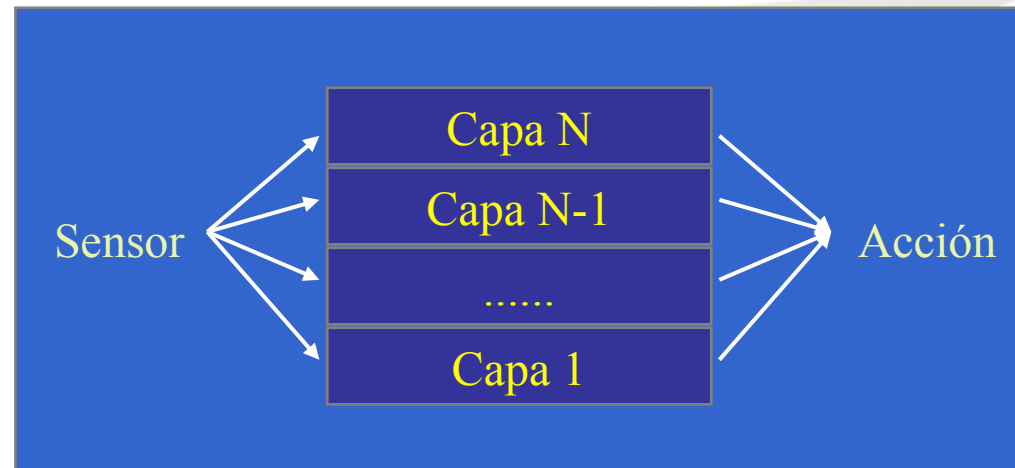 Capa N
Capa N-1
Sensor
Acción
......
Capa 1